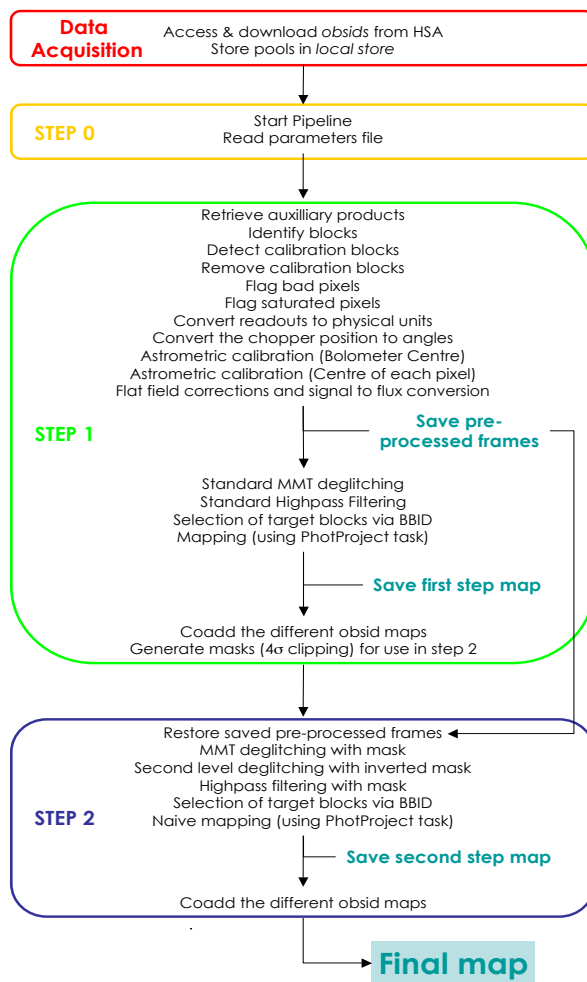 Data
Acquisition
Access & download obsids from HSA
Store pools in local store
STEP 0
Start Pipeline
Read parameters file
STEP 1
Retrieve auxilliary products
Identify blocks
Detect calibration blocks
Remove calibration blocks
Flag bad pixels
Flag saturated pixels
Convert readouts to physical units
Convert the chopper position to angles
Astrometric calibration (Bolometer Centre)
Astrometric calibration (Centre of each pixel)
Flat field corrections and signal to flux conversion
Save pre-
processed frames
Standard MMT deglitching
Standard Highpass Filtering
Selection of target blocks via BBID
Mapping (using PhotProject task)
Save first step map
Coadd the different obsid maps
Generate masks (4σ clipping) for use in step 2
STEP 2
Restore saved pre-processed frames
MMT deglitching with mask
Second level deglitching with inverted mask
Highpass filtering with mask
Selection of target blocks via BBID
Naive mapping (using PhotProject task)
Save second step map
Coadd the different obsid maps
.
Final map